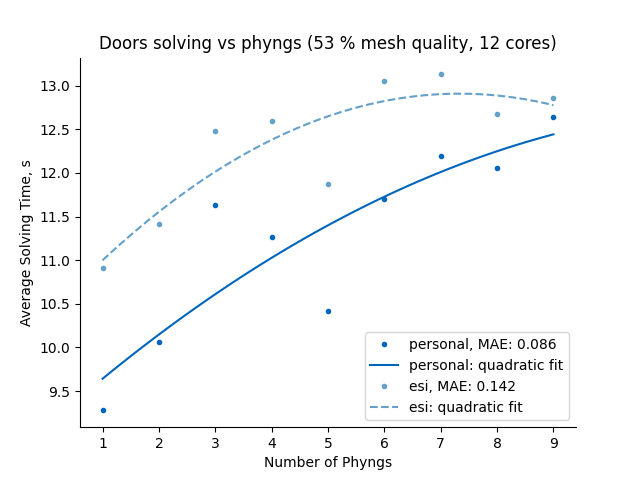 Doors solving vs phyngs (53 % mesh quality, 12 cores)
Average Solving Time, s
13.0
12.5
12.0
11.5
11.0
10.5
10.0
9.5
personal, MAE: 0.086
personal: quadratic fit
esi, MAE: 0.142
esi: quadratic fit
1 2 3 4 5 6 7 8 9
Number of Phyngs